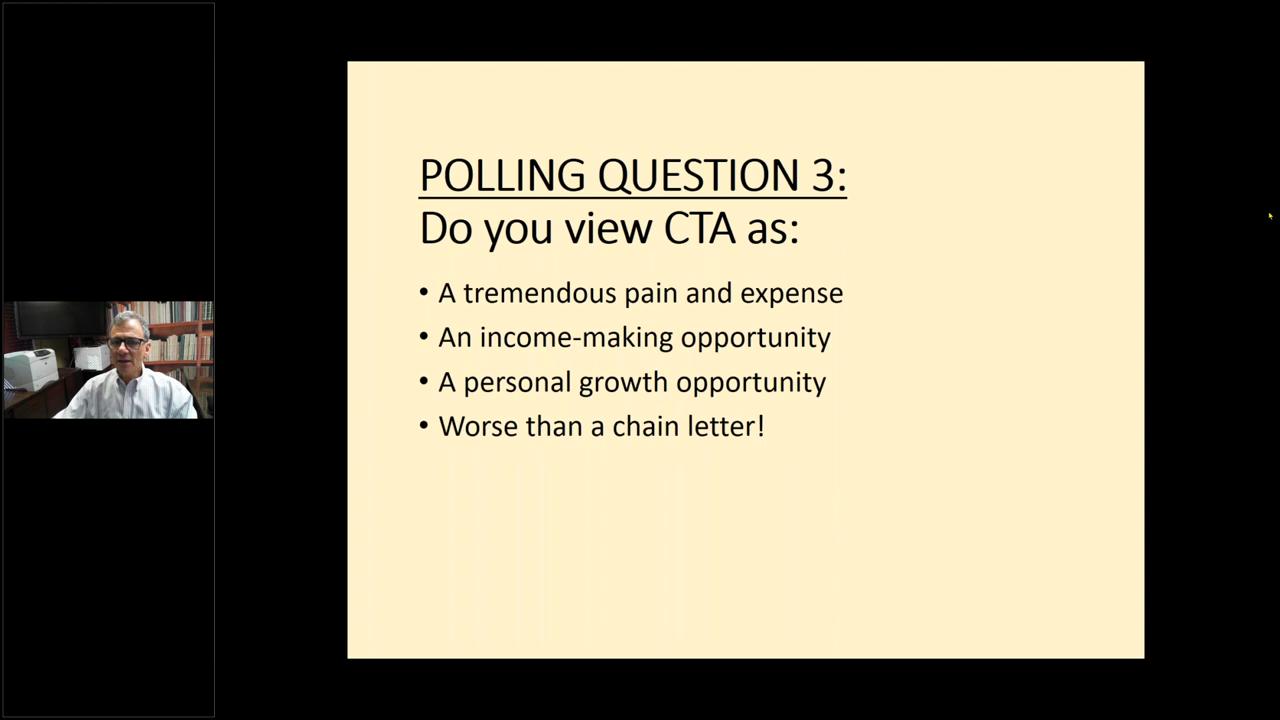 POLLING QUESTION 3:
Do you view CTA as:
• A tremendous pain and expense
• An income-making opportunity
• A personal growth opportunity
• Worse than a chain letter!